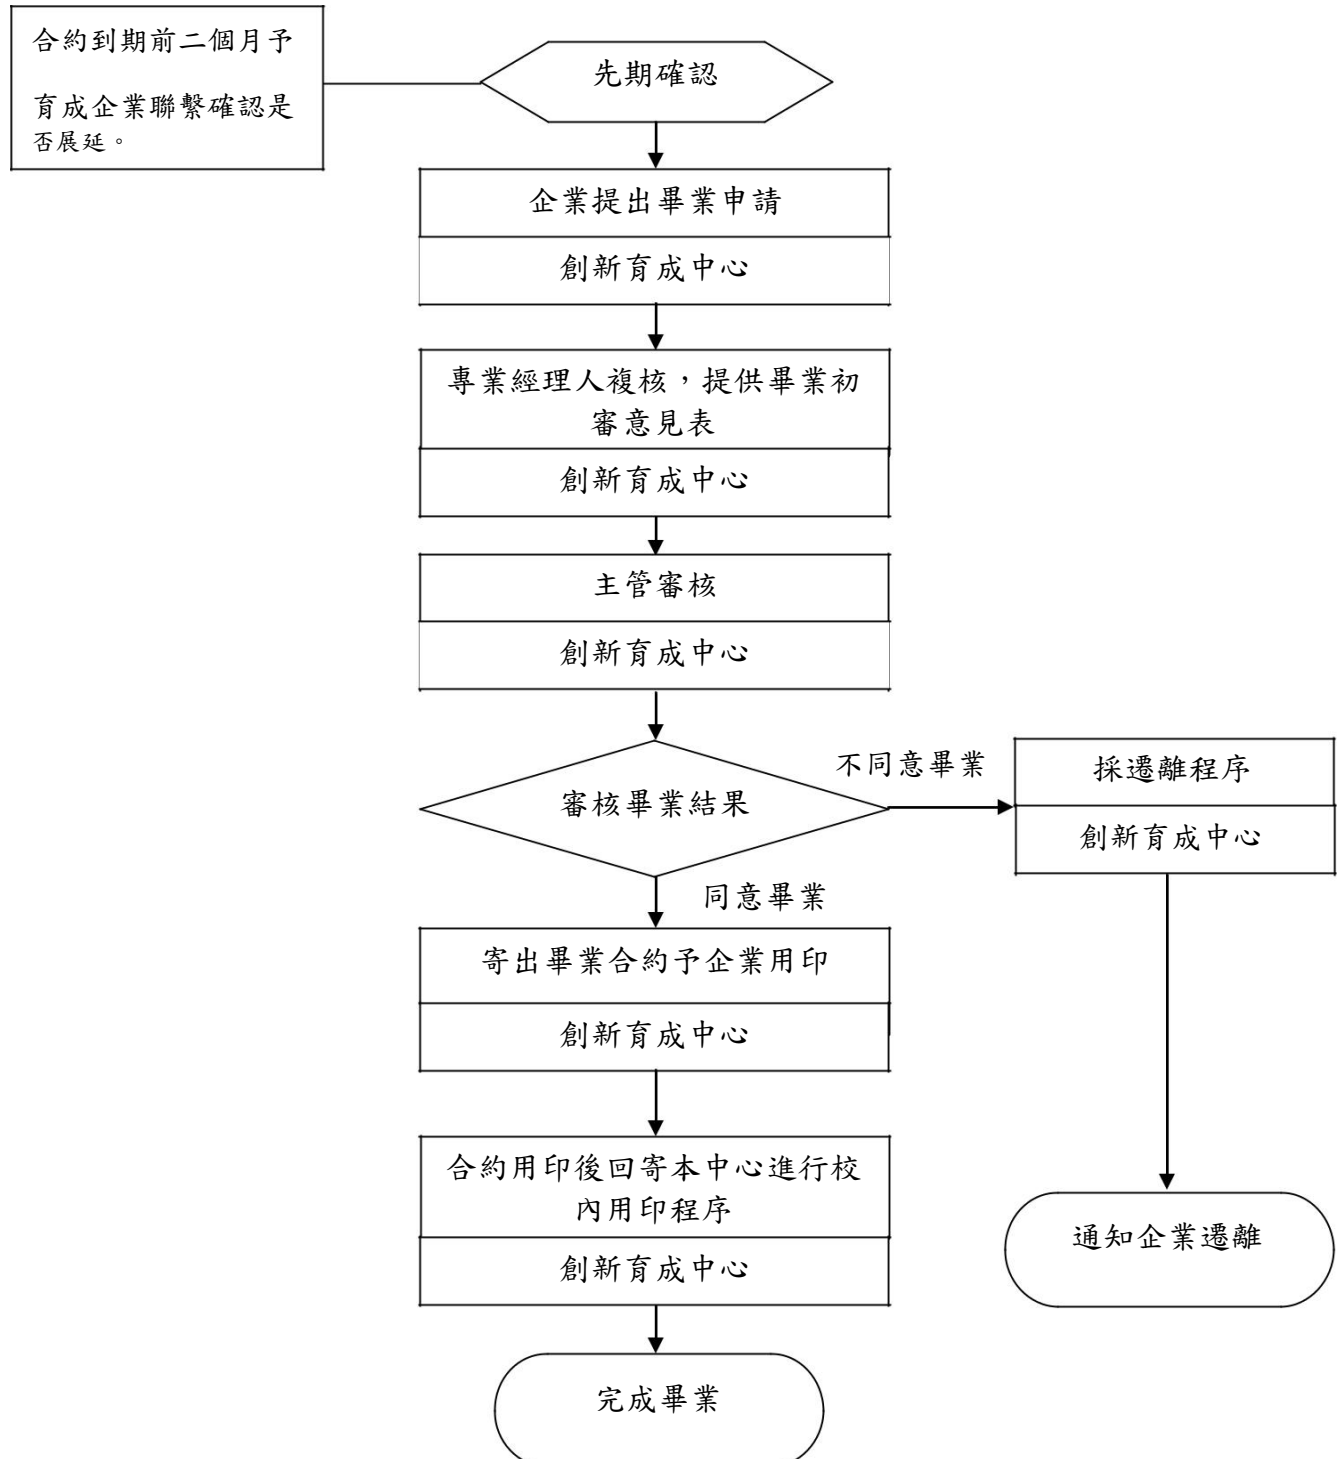 合約到期前二個月予
育成企業聯繫確認是
否展延。
先期確認
企業提出畢業申請
創新育成中心
專業經理人複核，提供畢業初
審意見表
創新育成中心
主管審核
創新育成中心
審核畢業結果
不同意畢業
採遷離程序
創新育成中心
同意畢業
寄出畢業合約予企業用印
創新育成中心
合約用印後回寄本中心進行校
內用印程序
創新育成中心
通知企業遷離
完成畢業